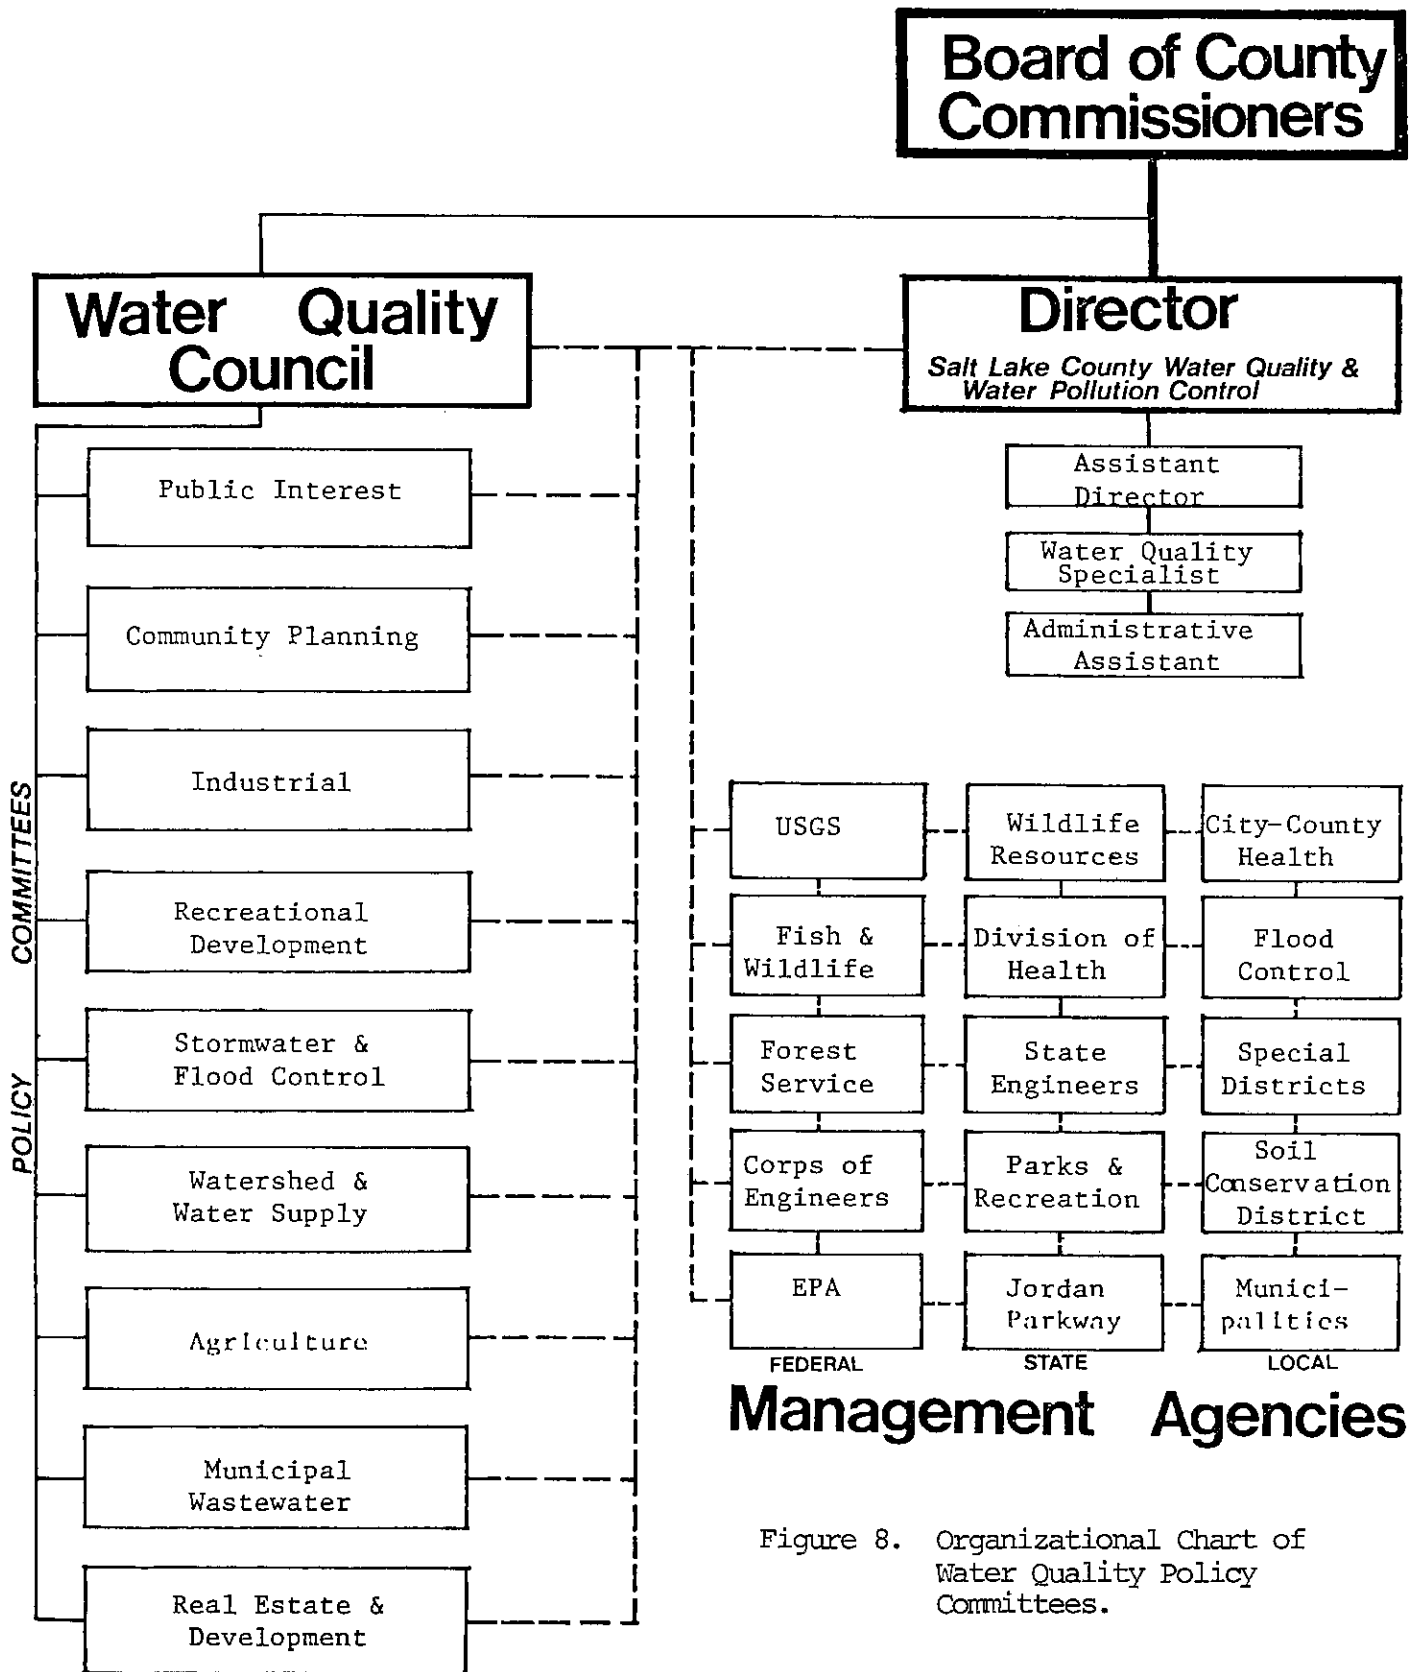 Board of County
Commissioners
Water Quality
Council
Director
Salt Lake County Water Quality &
Water Pollution Control
Assistant
Director
Water Quality
Specialist
Administrative
Assistant
POLICY COMMITTEES
Public Interest
Community Planning
Industrial
Recreational
Development
Stormwater &
Flood Control
Watershed &
Water Supply
Agriculture
Municipal
Wastewater
Real Estate &
Development
USGS
Wildlife
Resources
City-County
Health
Fish &
Wildlife
Division of
Health
Flood
Control
Forest
Service
State
Engineers
Special
Districts
Corps of
Engineers
Parks &
Recreation
Soil
Conservation
District
EPA
Jordan
Parkway
Munici-
palities
FEDERAL
STATE
LOCAL
Management Agencies
Figure 8. Organizational Chart of
Water Quality Policy
Committees.